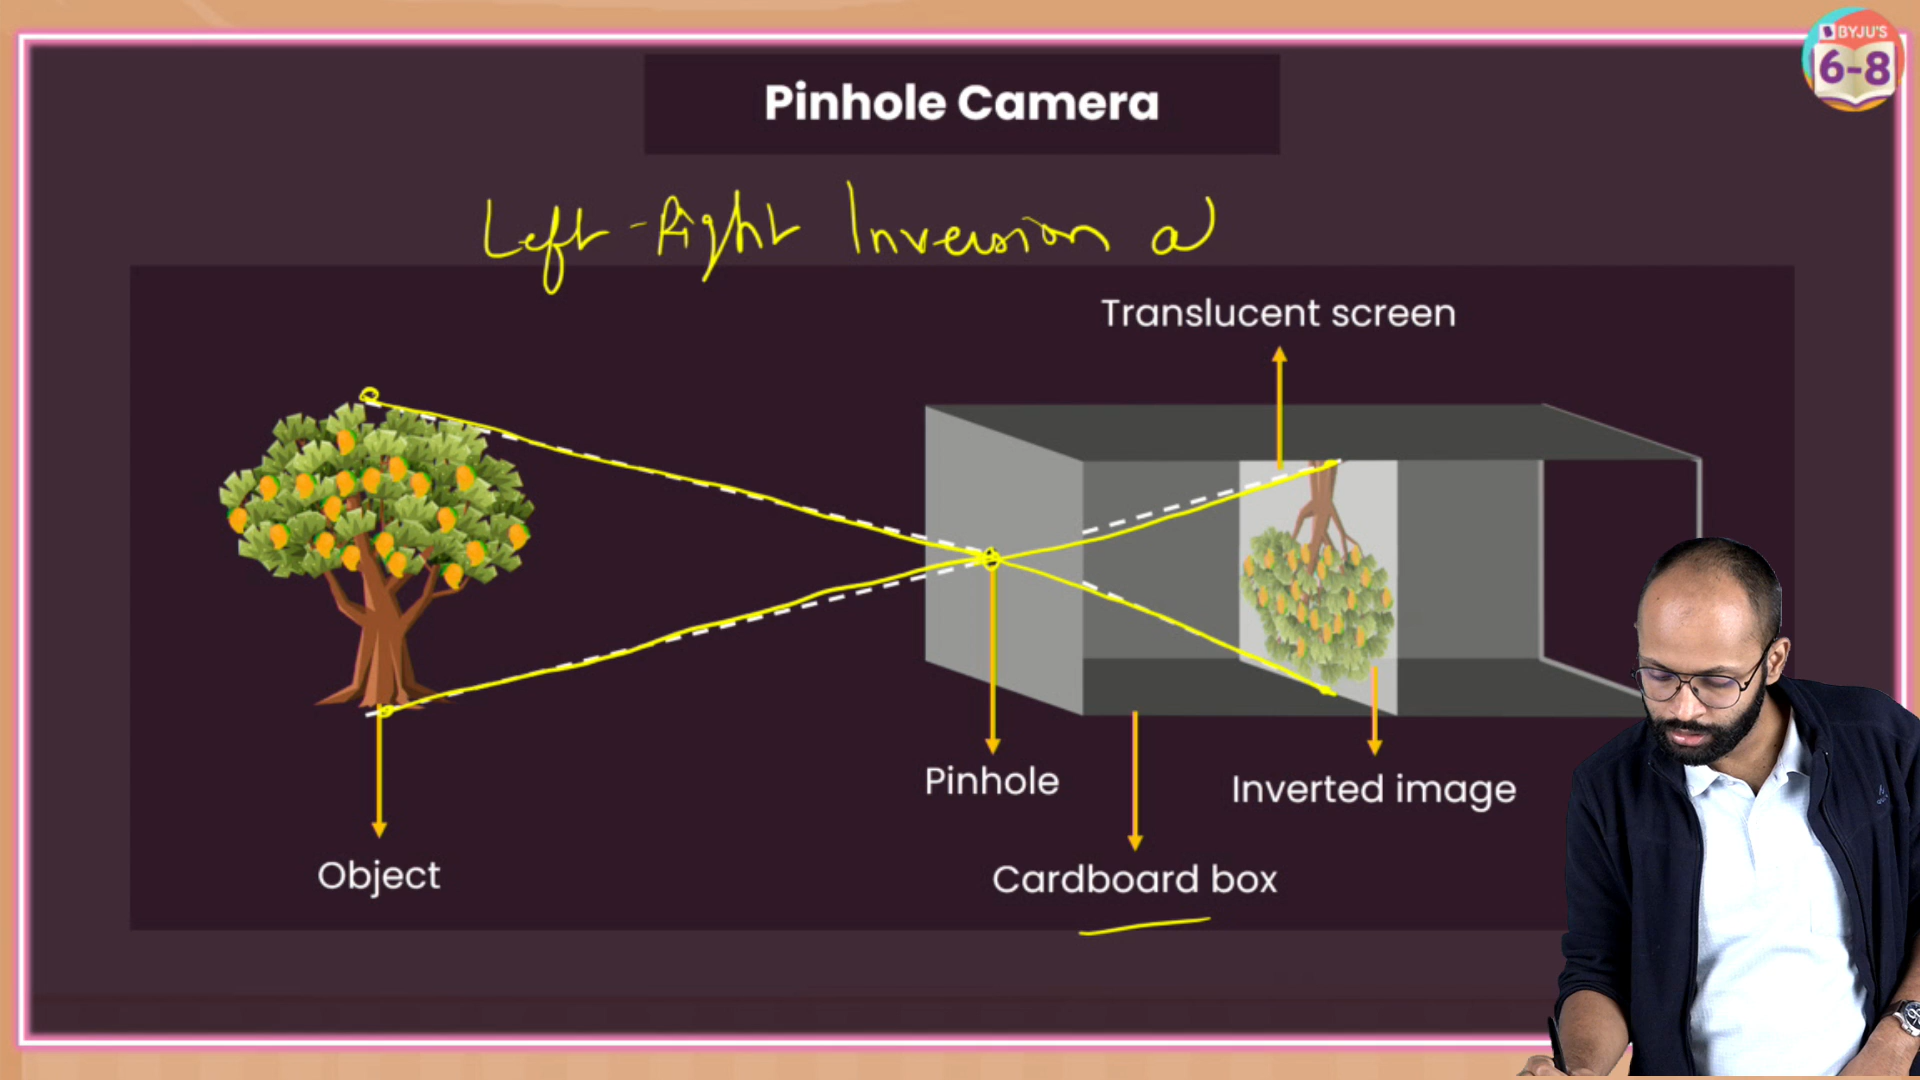 BYJU'S
6-8
Pinhole Camera
Left-Right Inversion
Translucent screen
Pinhole
Inverted image
Object
Cardboard box